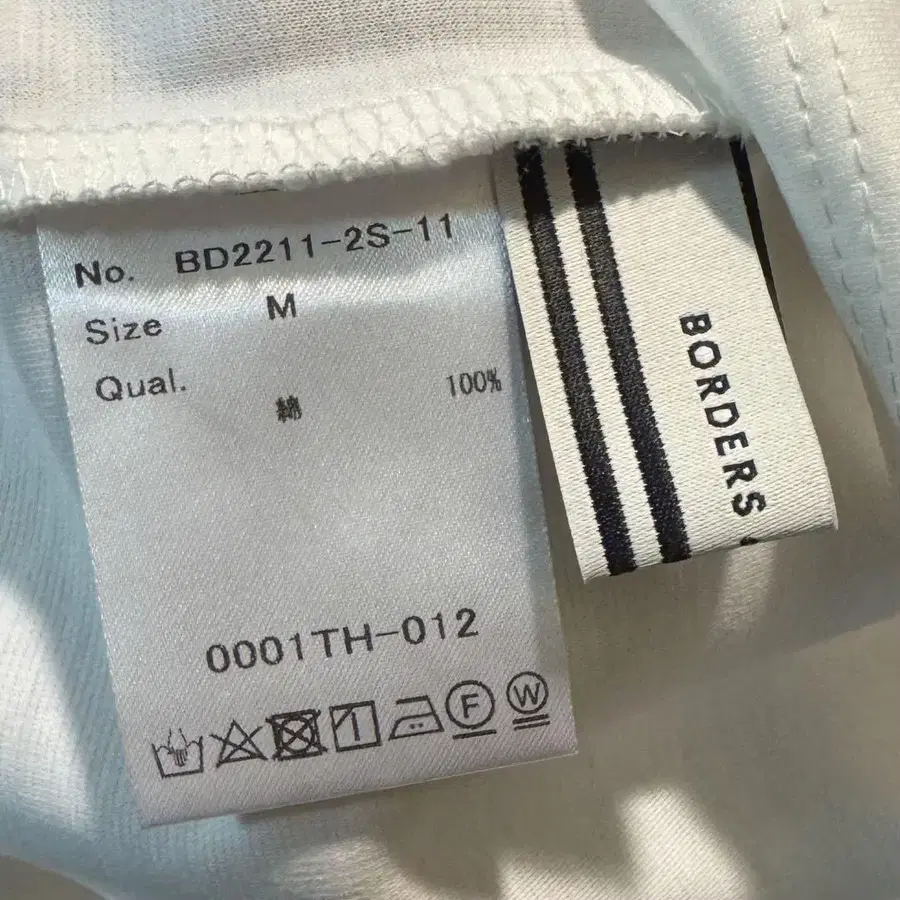 No. BD2211-2S-11
Size M
Qual.
綿 100%
0001TH-012
F W
BORDERS